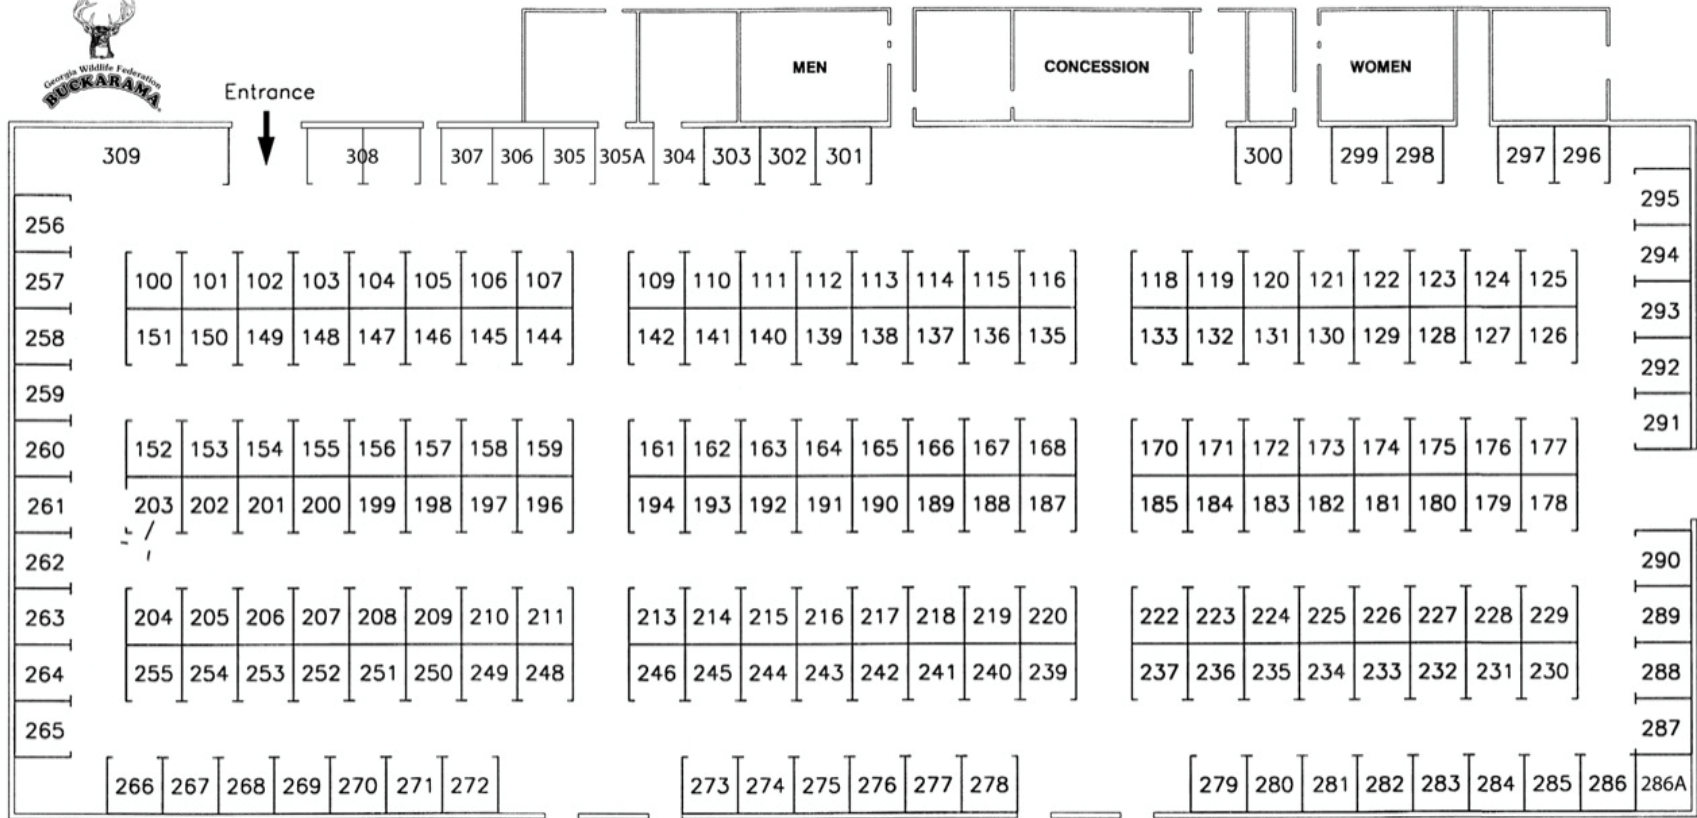 Georgia Wildlife Federation
BUCKARAMA
Entrance
MEN CONCESSION WOMEN
309 308 307 306 305 305A 304 303 302 301 300 299 298 297 296
295
256
294
257 100 101 102 103 104 105 106 107 109 110 111 112 113 114 115 116 118 119 120 121 122 123 124 125
293
258 151 150 149 148 147 146 145 144 142 141 140 139 138 137 136 135 133 132 131 130 129 128 127 126
292
259
291
260 152 153 154 155 156 157 158 159 161 162 163 164 165 166 167 168 170 171 172 173 174 175 176 177
261 203 202 201 200 199 198 197 196 194 193 192 191 190 189 188 187 185 184 183 182 181 180 179 178
262 290
263 204 205 206 207 208 209 210 211 213 214 215 216 217 218 219 220 222 223 224 225 226 227 228 229 289
264 255 254 253 252 251 250 249 248 246 245 244 243 242 241 240 239 237 236 235 234 233 232 231 230 288
265 287
266 267 268 269 270 271 272 273 274 275 276 277 278 279 280 281 282 283 284 285 286 286A